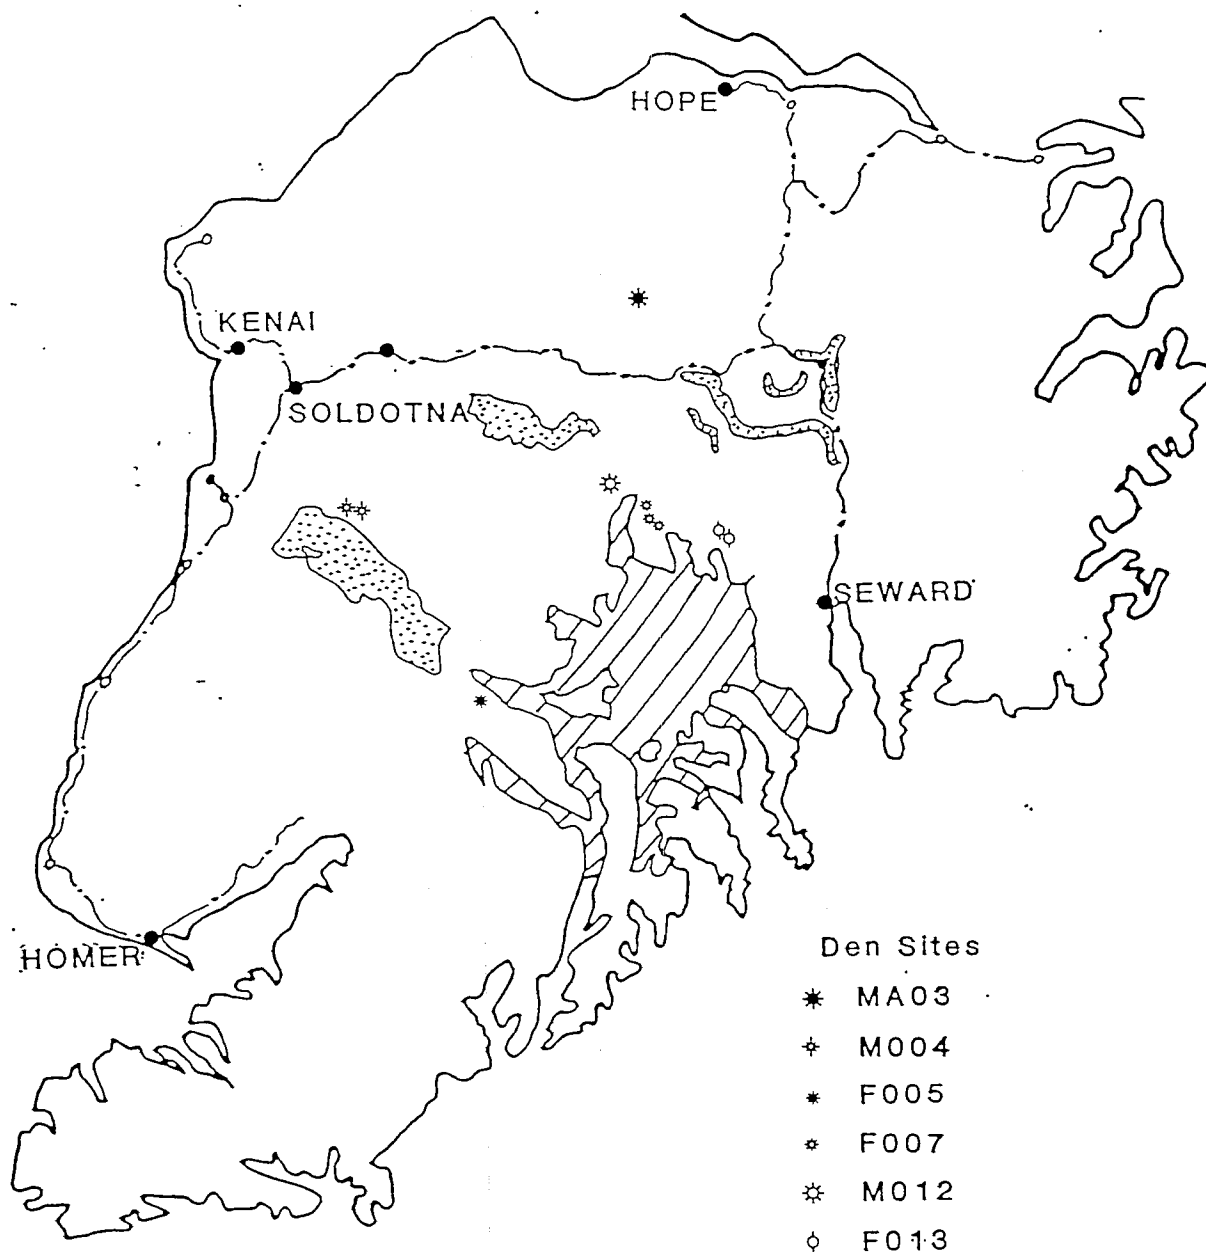 HOPE
KENAI
SOLDOTNA
SEWARD
HOMER
Den Sites
MA03
M004
F005
F007
M012
F013